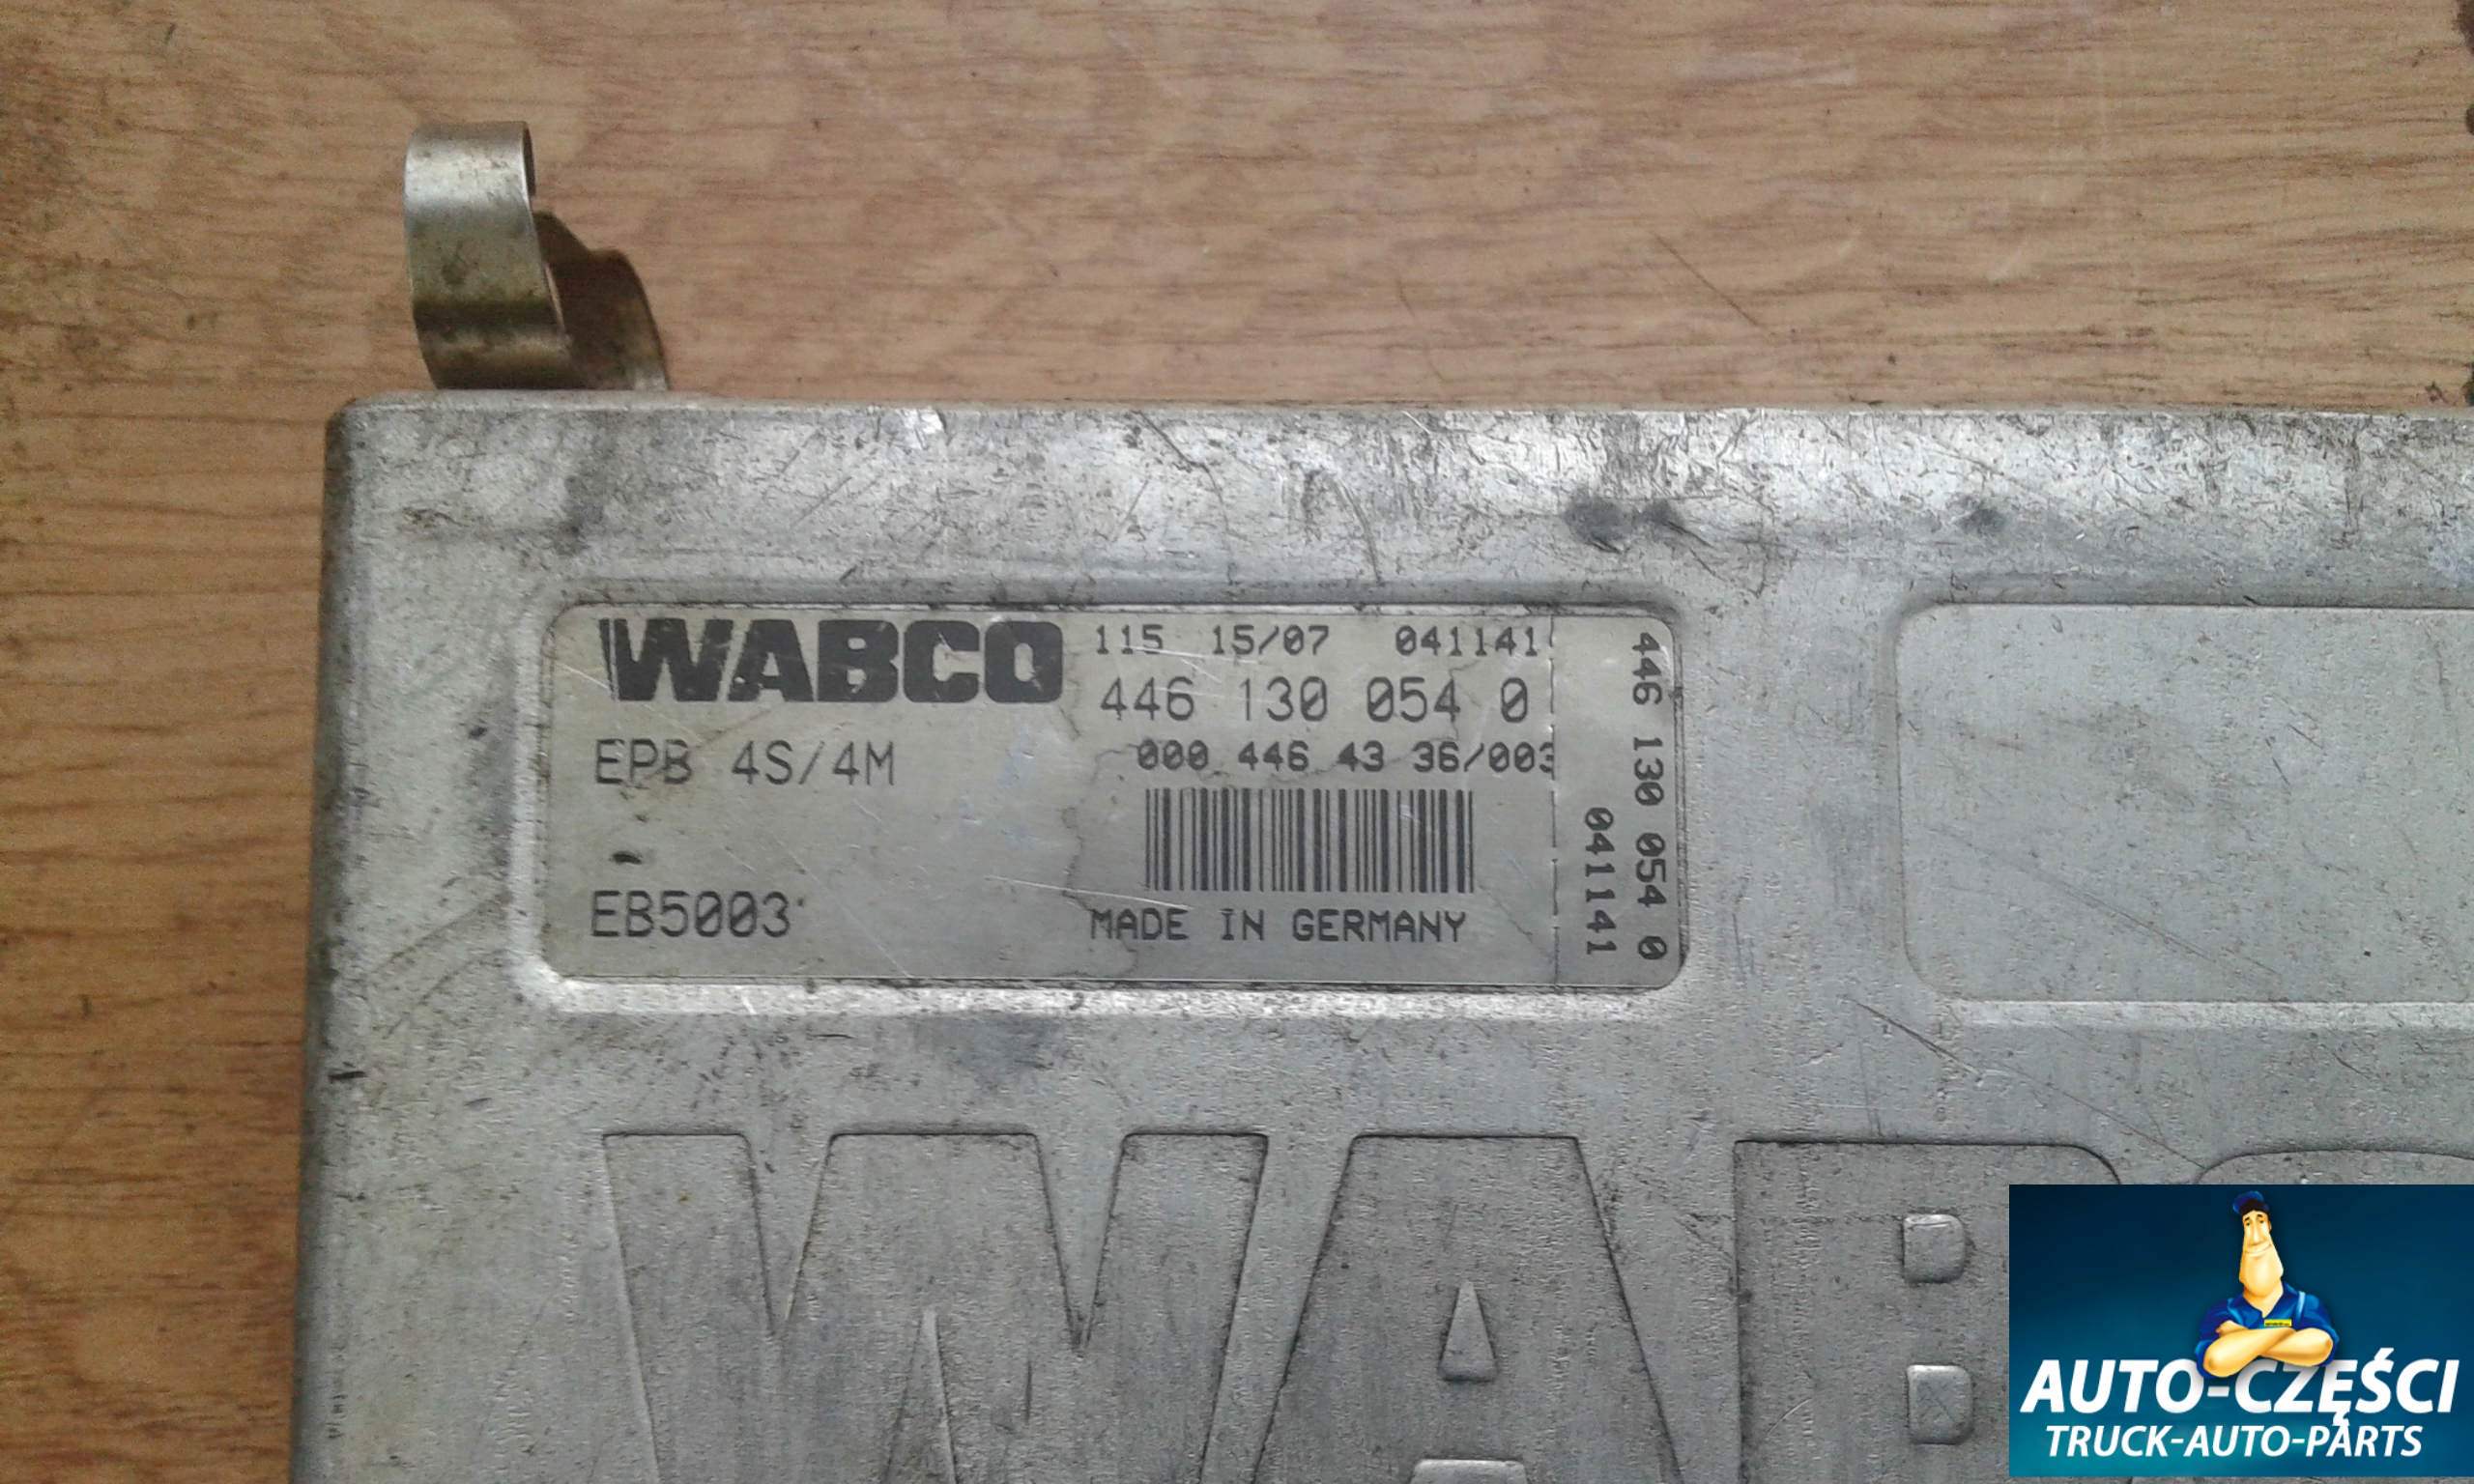 WABCO
115 15/07 041141
446 130 054 0
EPB 4S/4M
000 446 43 36/003
-
EB5003
MADE IN GERMANY
446 130 054 0
041141
WAB
AUTO-CZĘŚCI
TRUCK-AUTO-PARTS